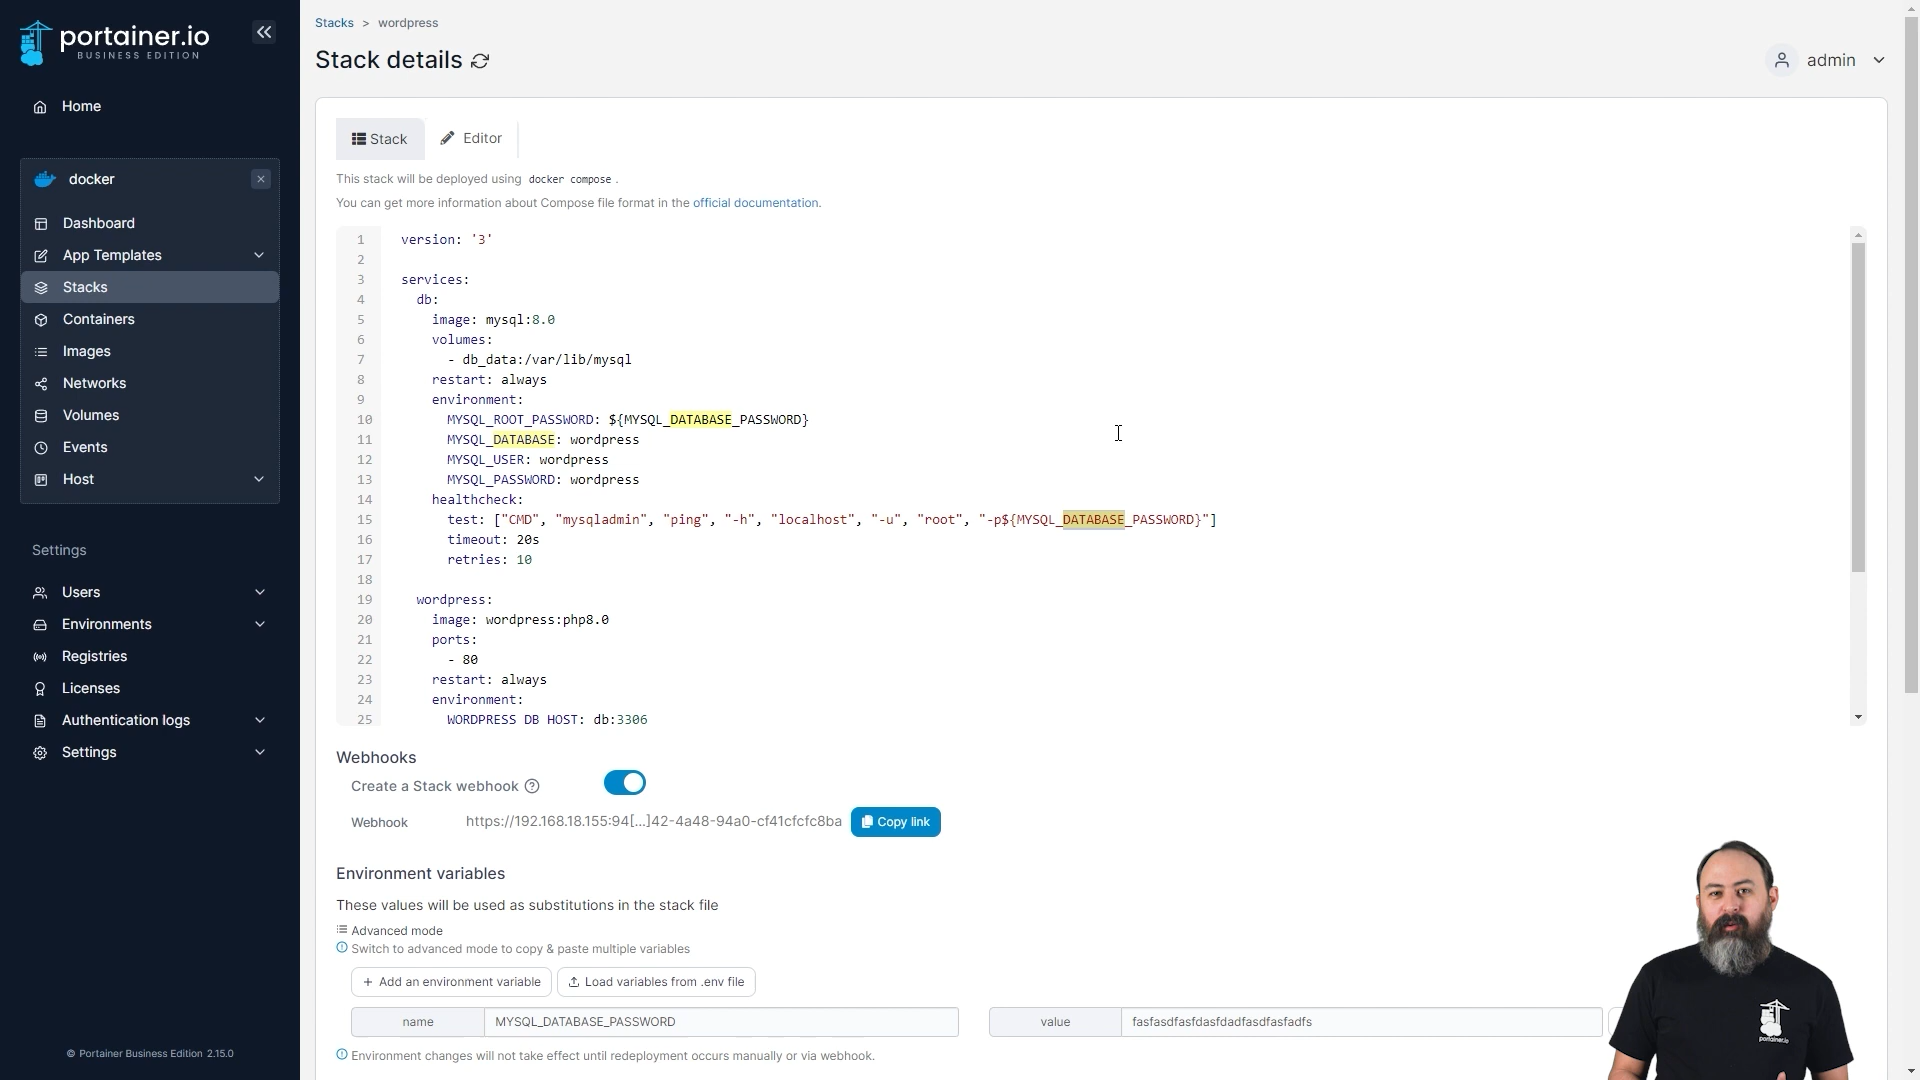 portainer.io
BUSINESS EDITION
Home
docker
Dashboard
App Templates
Stacks
Containers
Images
Networks
Volumes
Events
Host
Settings
Users
Environments
Registries
Licenses
Authentication logs
Settings
© Portainer Business Edition 2.15.0
Stacks > wordpress
Stack details
admin
Stack
Editor
This stack will be deployed using docker compose .
You can get more information about Compose file format in the official documentation.
1 version: '3'
2
3 services:
4 db:
5 image: mysql:8.0
6 volumes:
7 - db_data:/var/lib/mysql
8 restart: always
9 environment:
10 MYSQL_ROOT_PASSWORD: ${MYSQL_DATABASE_PASSWORD}
11 MYSQL_DATABASE: wordpress
12 MYSQL_USER: wordpress
13 MYSQL_PASSWORD: wordpress
14 healthcheck:
15 test: ["CMD", "mysqladmin", "ping", "-h", "localhost", "-u", "root", "-p${MYSQL_DATABASE_PASSWORD}"]
16 timeout: 20s
17 retries: 10
18
19 wordpress:
20 image: wordpress:php8.0
21 ports:
22 - 80
23 restart: always
24 environment:
25 WORDPRESS DB HOST: db:3306
Webhooks
Create a Stack webhook
Webhook https://192.168.18.155:94[...]42-4a48-94a0-cf41cfcfc8ba Copy link
Environment variables
These values will be used as substitutions in the stack file
Advanced mode
Switch to advanced mode to copy & paste multiple variables
+ Add an environment variable
Load variables from .env file
name MYSQL_DATABASE_PASSWORD value fasfasdfasfdasfdadfasdfasfadfs
Environment changes will not take effect until redeployment occurs manually or via webhook.
portainer.io